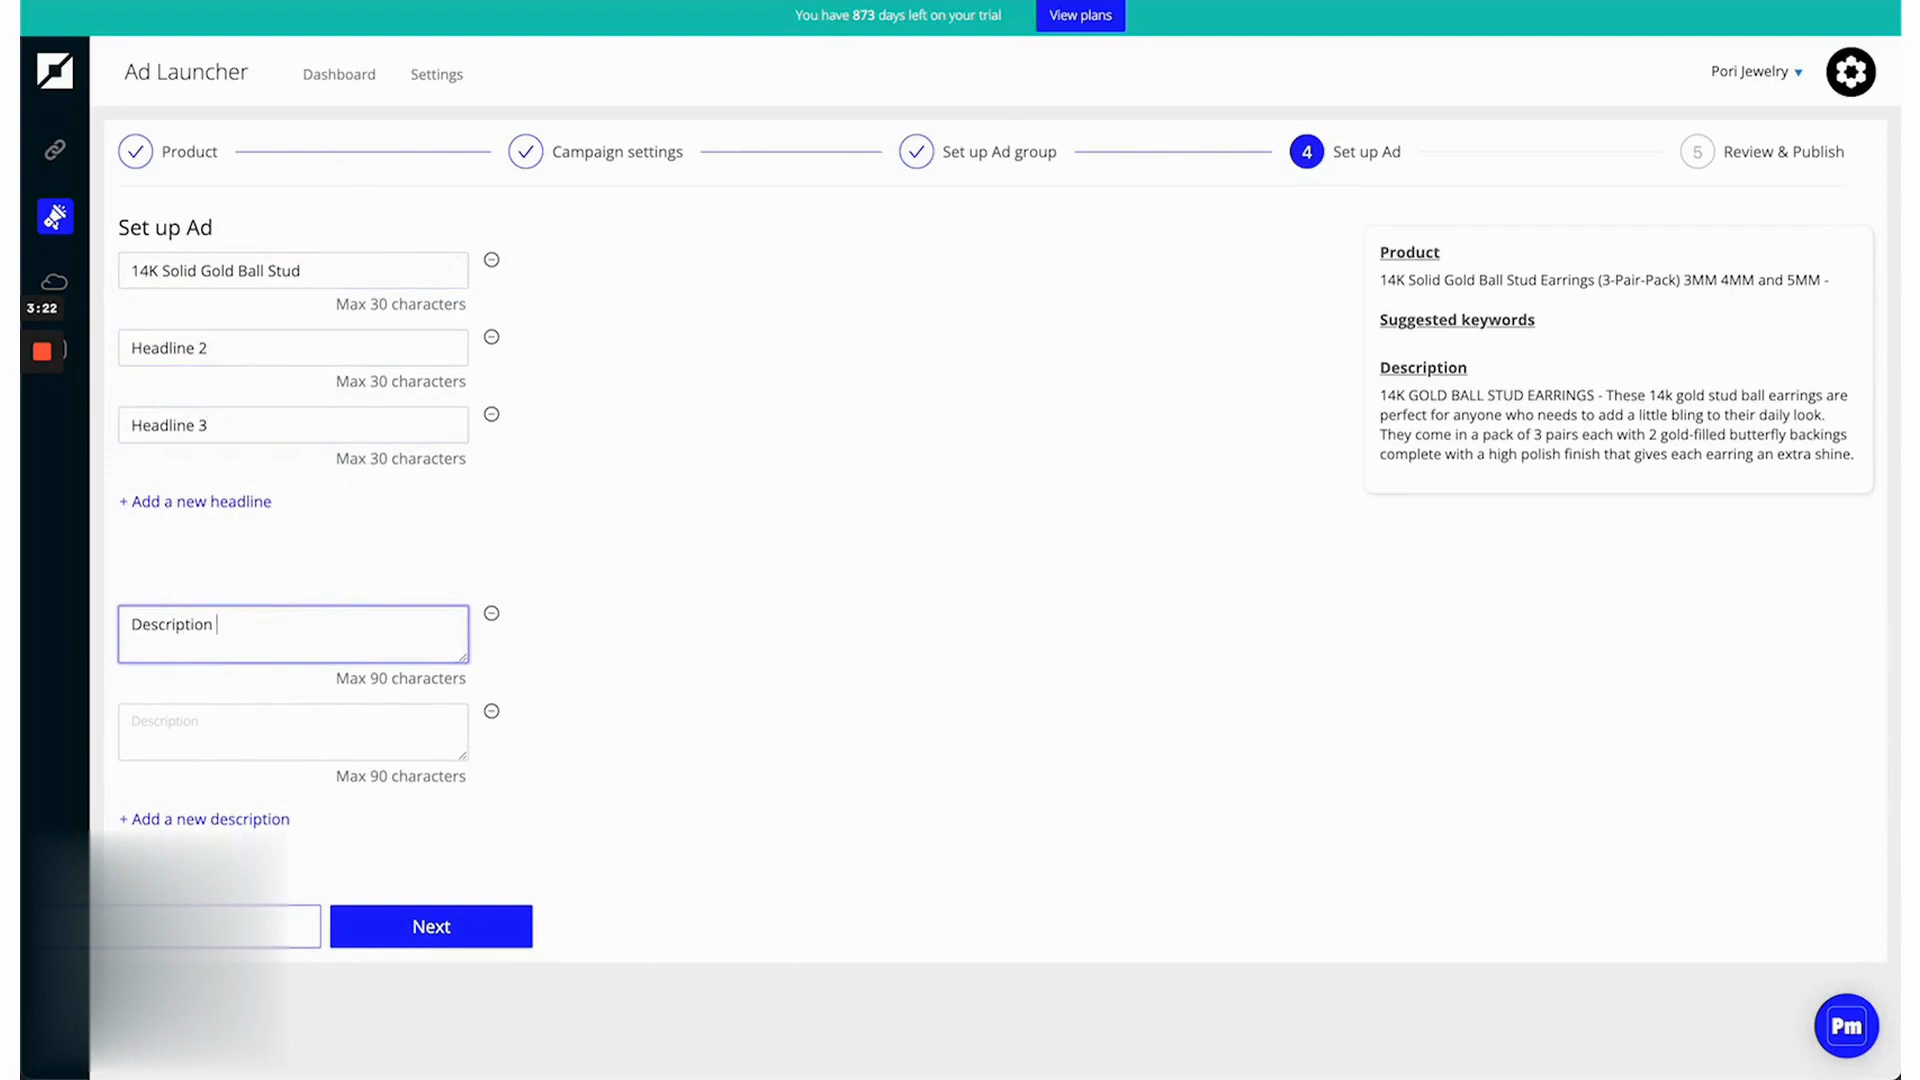 You have 873 days left on your trial
View plans
Ad Launcher
Dashboard
Settings
Pori Jewelry
Product
Campaign settings
Set up Ad group
4
Set up Ad
5
Review & Publish
Set up Ad
14K Solid Gold Ball Stud
Max 30 characters
Headline 2
Max 30 characters
Headline 3
Max 30 characters
+ Add a new headline
Description
Max 90 characters
Description
Max 90 characters
+ Add a new description
Next
Product
14K Solid Gold Ball Stud Earrings (3-Pair-Pack) 3MM 4MM and 5MM -
Suggested keywords
Description
14K GOLD BALL STUD EARRINGS - These 14k gold stud ball earrings are
perfect for anyone who needs to add a little bling to their daily look.
They come in a pack of 3 pairs each with 2 gold-filled butterfly backings
complete with a high polish finish that gives each earring an extra shine.
3:22
Pm